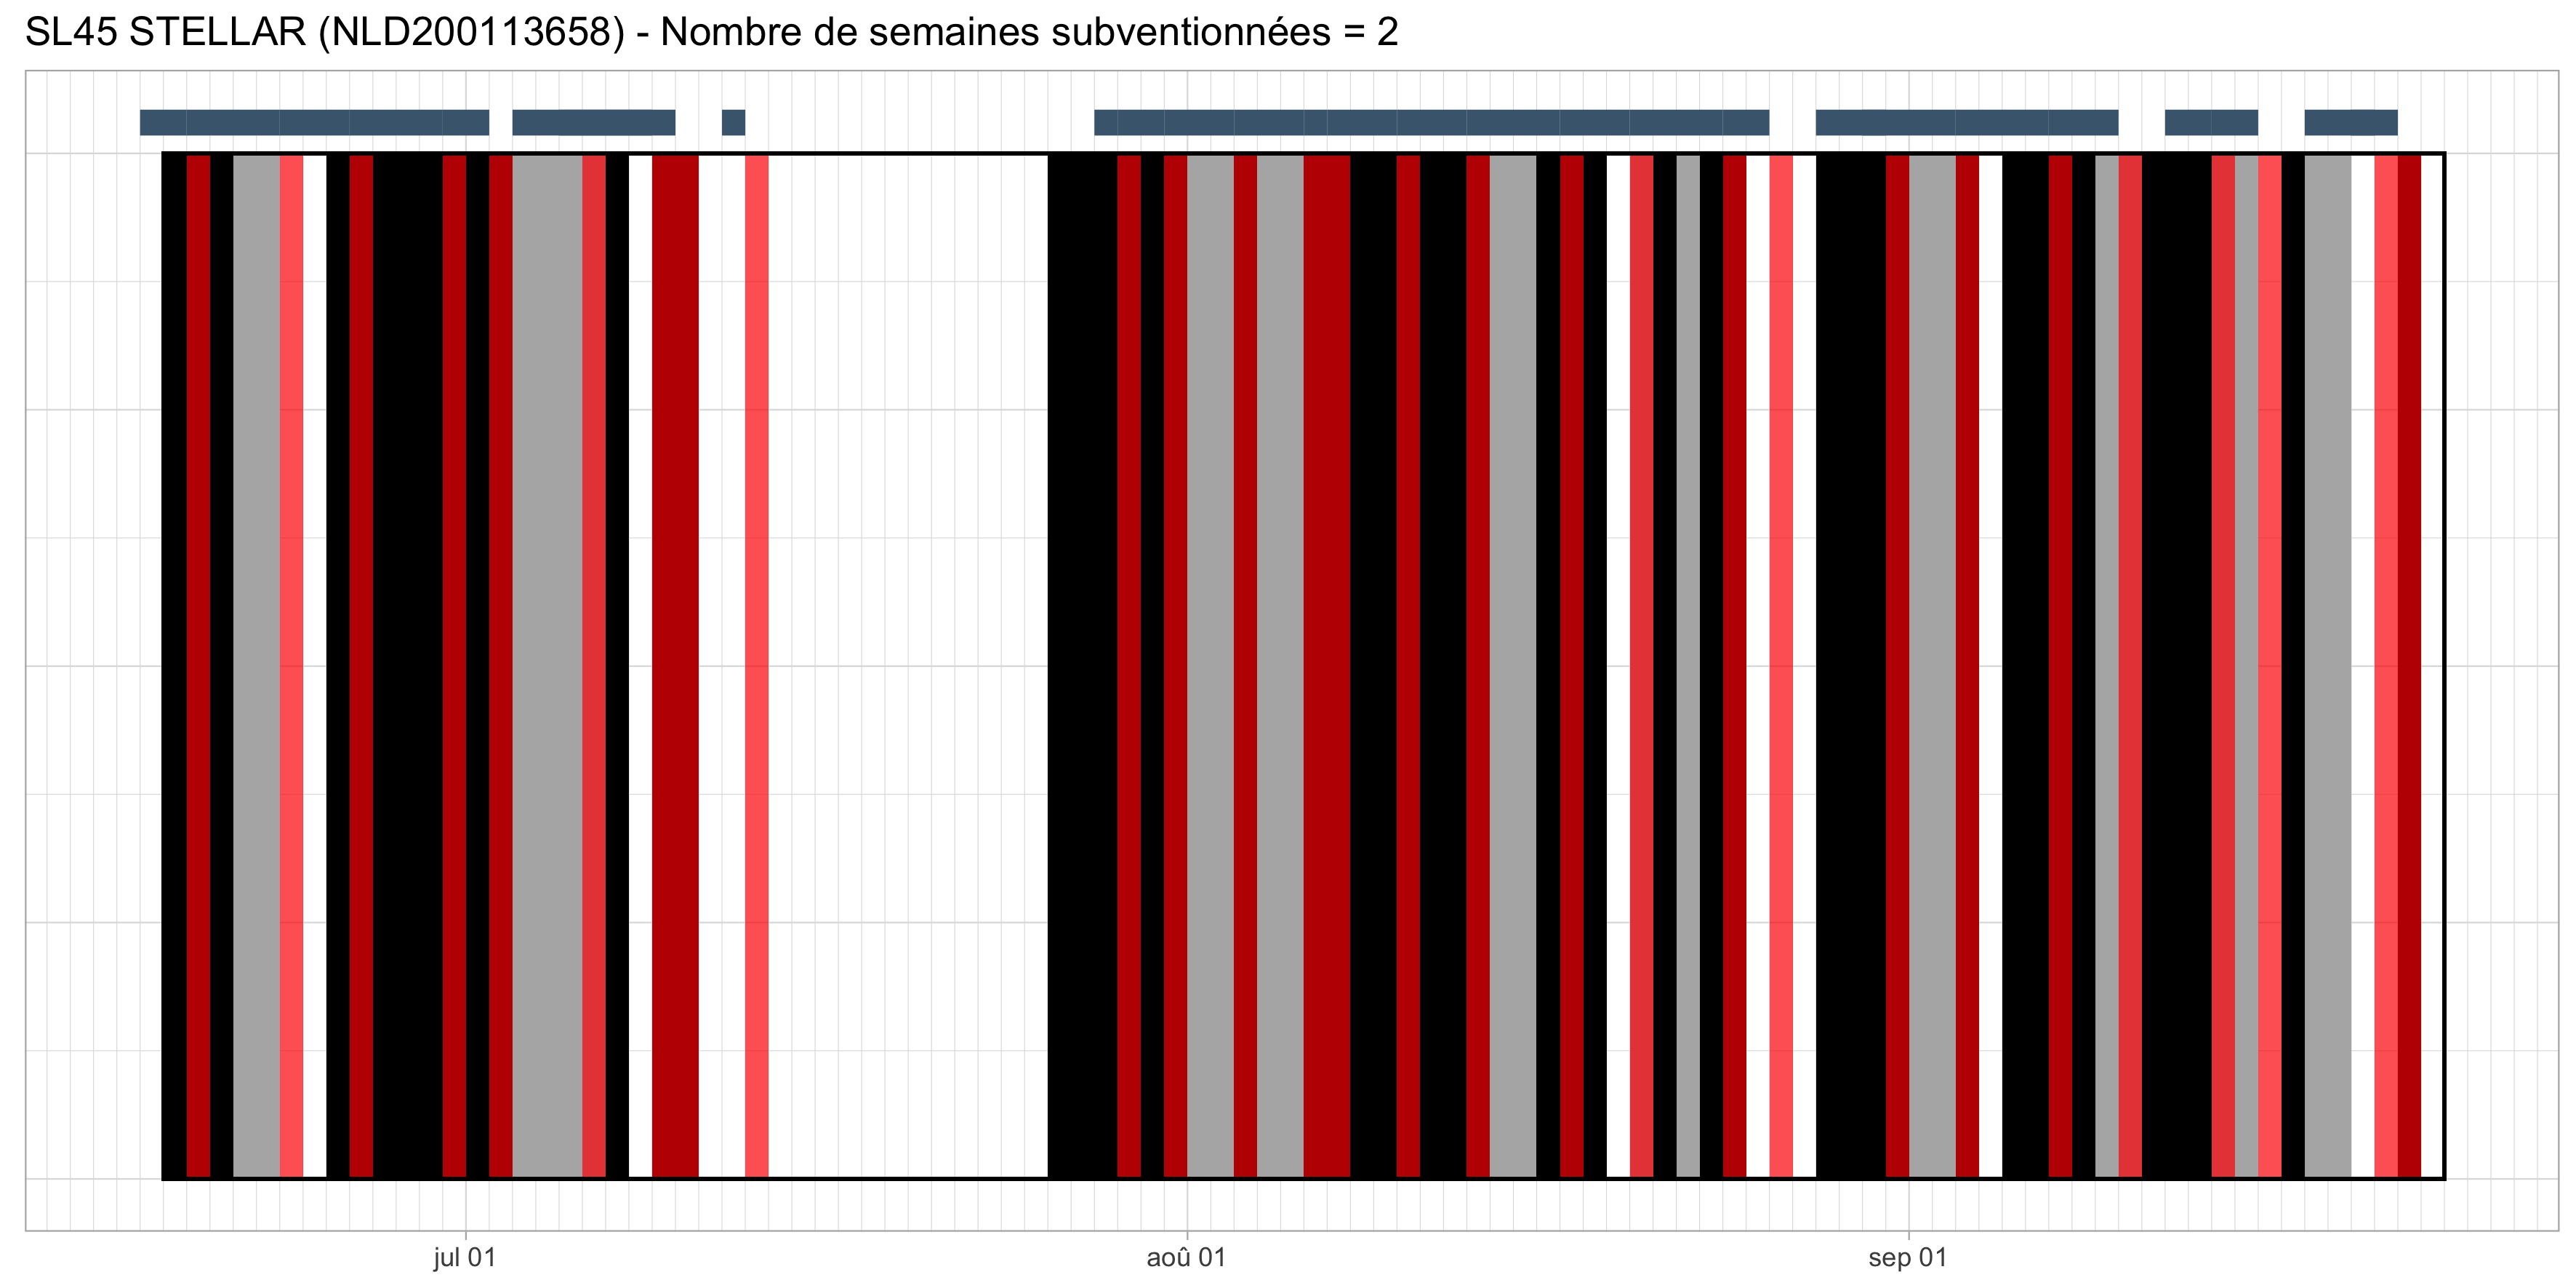 SL45 STELLAR (NLD200113658) - Nombre de semaines subventionnées = 2
jul 01
aoû 01
sep 01